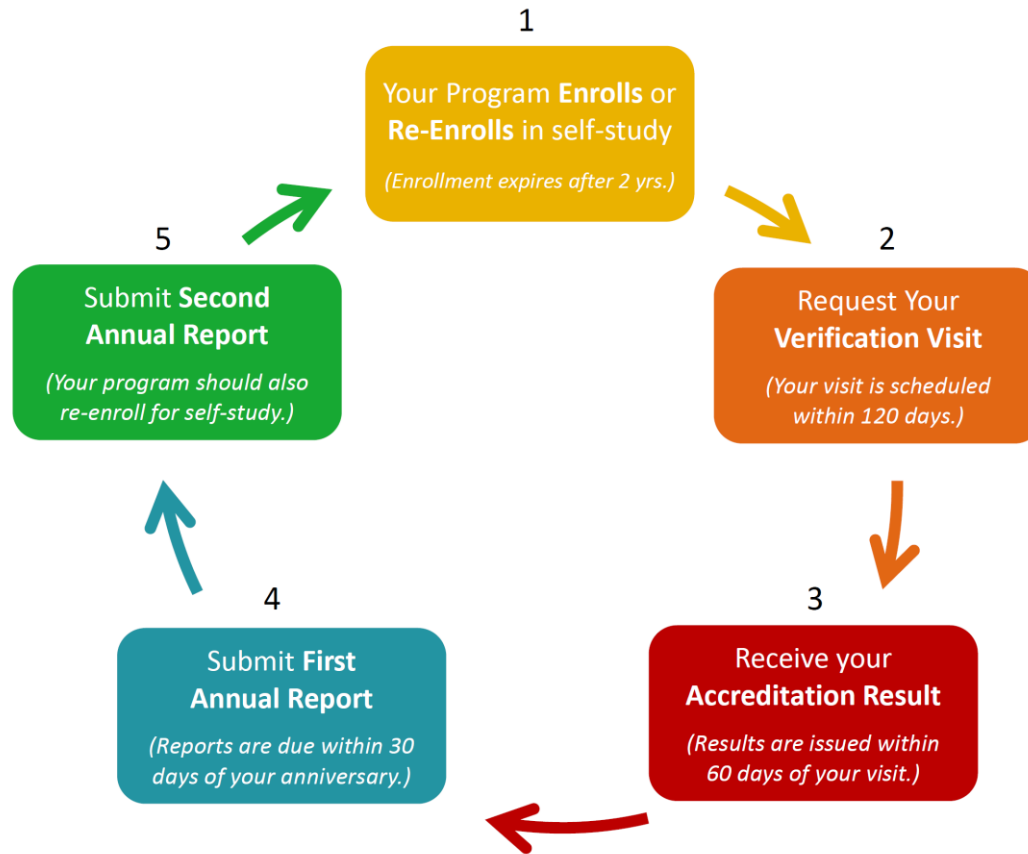 1
Your Program Enrolls or
Re-Enrolls in self-study
(Enrollment expires after 2 yrs.)
2
Request Your
Verification Visit
(Your visit is scheduled
within 120 days.)
3
Receive your
Accreditation Result
(Results are issued within
60 days of your visit.)
4
Submit First
Annual Report
(Reports are due within 30
days of your anniversary.)
5
Submit Second
Annual Report
(Your program should also
re-enroll for self-study.)